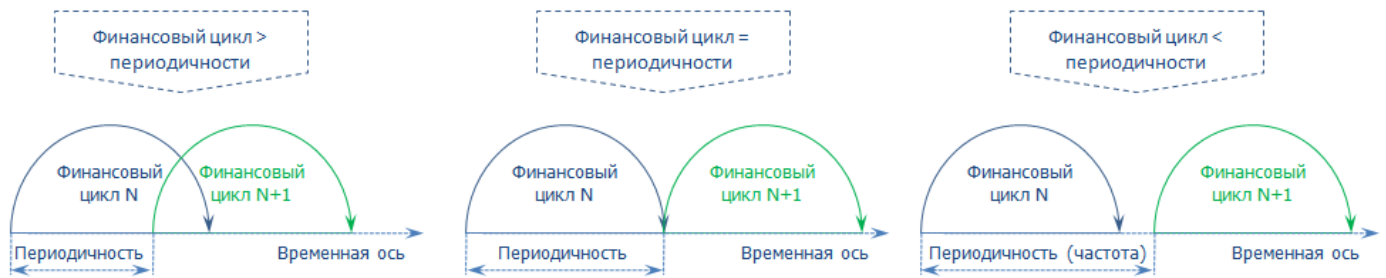 Финансовый цикл >
периодичности
Финансовый
цикл N
Финансовый
цикл N+1
Периодичность
Временная ось
Финансовый цикл =
периодичности
Финансовый
цикл N
Финансовый
цикл N+1
Периодичность
Временная ось
Финансовый цикл <
периодичности
Финансовый
цикл N
Финансовый
цикл N+1
Периодичность (частота)
Временная ось